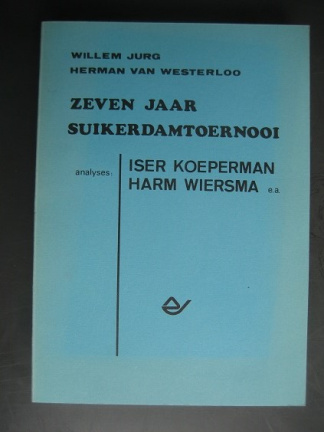 WILLEM JURG
HERMAN VAN WESTERLOO
ZEVEN JAAR
SUIKERDAMTOERNOOI
analyses:
ISER KOEPERMAN
HARM WIERSMA e.a.